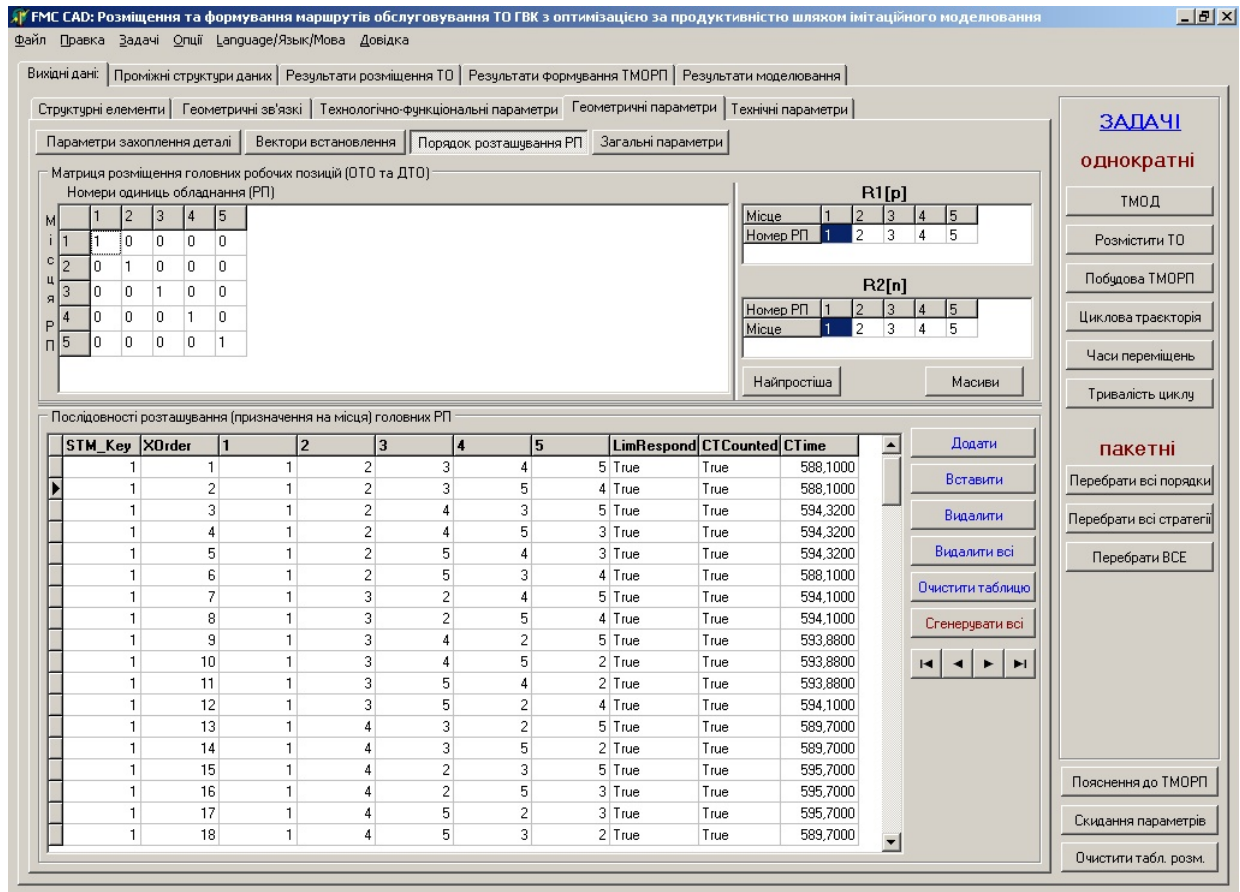 FMC CAD: Розміщення та формування маршрутів обслуговування ТО ГВК з оптимізацією за продуктивністю шляхом імітаційного моделювання
Файл Правка Задачі Опції Language/Язык/Мова Довідка
Вихідні дані: Проміжні структури даних Результати розміщення ТО Результати формування ТМОРП Результати моделювання
Структурні елементи Геометричні зв'язкі Технологічно-функціональні параметри Геометричні параметри Технічні параметри
Параметри захоплення деталі Вектори встановлення Порядок розташування РП Загальні параметри
Матриця розміщення головних робочих позицій (ОТО та ДТО)
Номери одиниць обладнання (РП)
Місця РП
1 2 3 4 5
1 1 0 0 0 0
2 0 1 0 0 0
3 0 0 1 0 0
4 0 0 0 1 0
5 0 0 0 0 1
R1[p]
Місце 1 2 3 4 5
Номер РП 1 2 3 4 5
R2[n]
Номер РП 1 2 3 4 5
Місце 1 2 3 4 5
Найпростіша Масиви
Послідовності розташування (призначення на місця) головних РП
STM_Key XOrder 1 2 3 4 5 LimRespond CTCounted CTime
1 1 1 2 3 4 5 True True 588,1000
1 2 1 2 3 5 4 True True 588,1000
1 3 1 2 4 3 5 True True 594,3200
1 4 1 2 4 5 3 True True 594,3200
1 5 1 2 5 4 3 True True 594,3200
1 6 1 2 5 3 4 True True 588,1000
1 7 1 3 2 4 5 True True 594,1000
1 8 1 3 2 5 4 True True 594,1000
1 9 1 3 4 2 5 True True 593,8800
1 10 1 3 4 5 2 True True 593,8800
1 11 1 3 5 4 2 True True 593,8800
1 12 1 3 5 2 4 True True 594,1000
1 13 1 4 3 2 5 True True 589,7000
1 14 1 4 3 5 2 True True 589,7000
1 15 1 4 2 3 5 True True 595,7000
1 16 1 4 2 5 3 True True 595,7000
1 17 1 4 5 2 3 True True 595,7000
1 18 1 4 5 3 2 True True 589,7000
Додати
Вставити
Видалити
Видалити всі
Очистити таблицю
Сгенерувати всі
ЗАДАЧІ
однократні
ТМОД
Розмістити ТО
Побудова ТМОРП
Циклова траєкторія
Часи переміщень
Тривалість циклу
пакетні
Перебрати всі порядки
Перебрати всі стратегії
Перебрати ВСЕ
Пояснення до ТМОРП
Скидання параметрів
Очистити табл. розм.